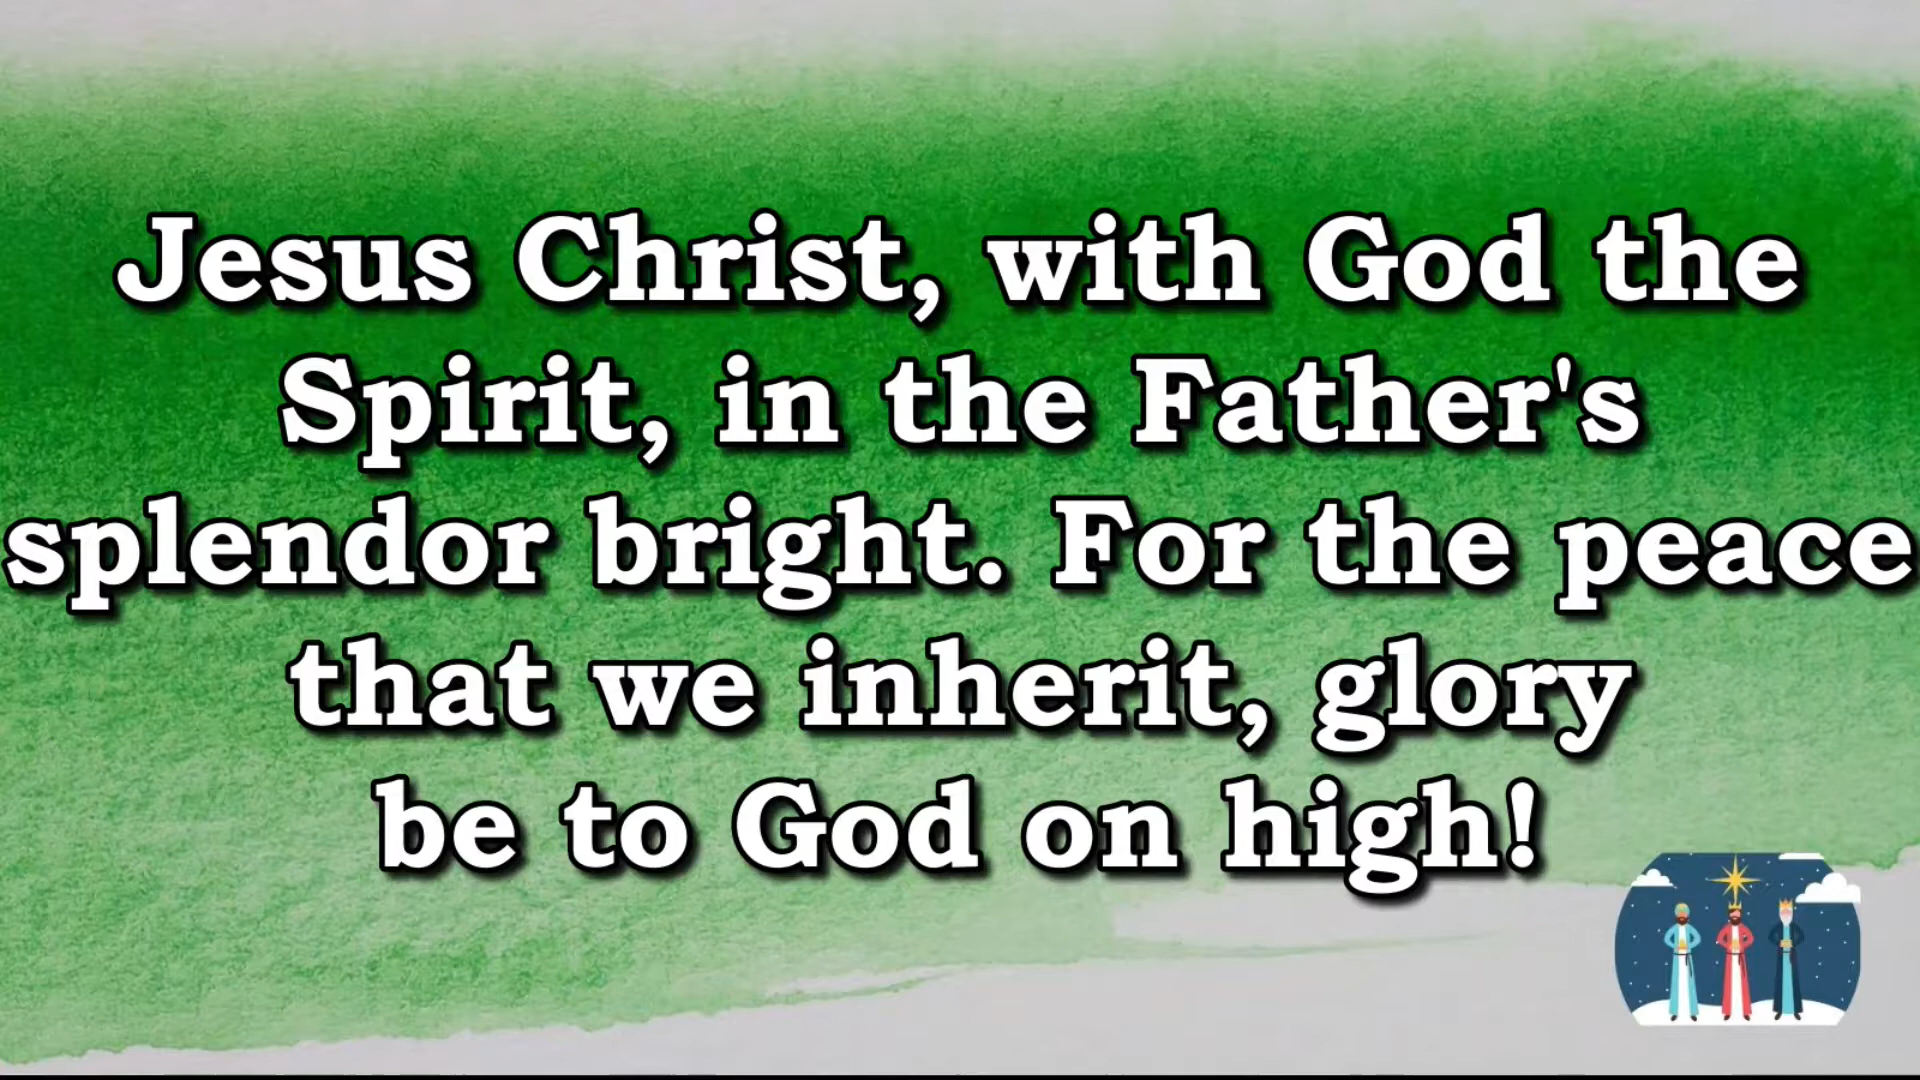 Jesus Christ, with God the
Spirit, in the Father's
splendor bright. For the peace
that we inherit, glory
be to God on high!